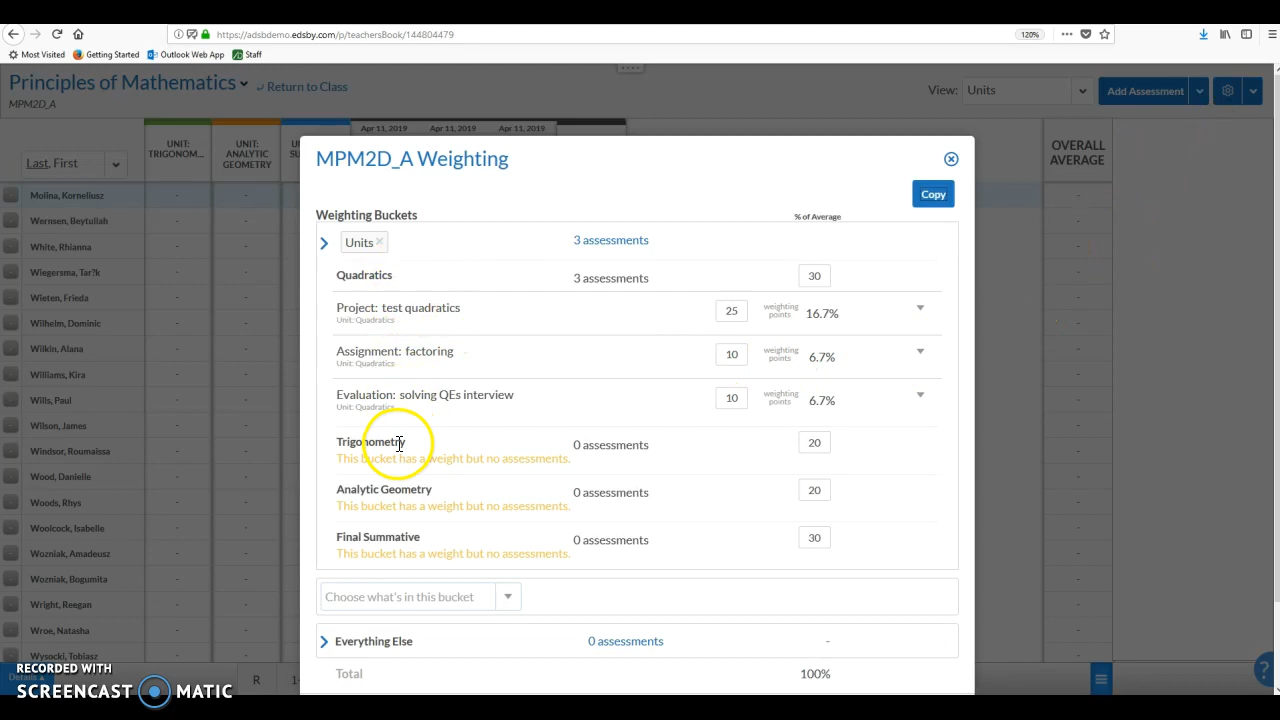 https://adsbdemo.edsby.com/p/teachersBook/144804479
120%
Most Visited
Getting Started
Outlook Web App
Staff
Principles of Mathematics
Return to Class
MPM2D_A
View:
Units
Add Assessment
Last, First
UNIT: TRIGONOM...
UNIT: ANALYTIC GEOMETRY
Apr 11, 2019
Apr 11, 2019
Apr 11, 2019
OVERALL AVERAGE
Molina, Korneliusz
Wernsen, Beytullah
White, Rhianna
Wiegersma, Tar?k
Wieten, Frieda
Wilhelm, Dominic
Wilkin, Alana
Williams, Kira
Wills, Paul
Wilson, James
Windsor, Roumaissa
Wood, Danielle
Woods, Rhys
Woolcock, Isabelle
Wozniak, Amadeusz
Wozniak, Bogumita
Wright, Reegan
Wroe, Natasha
Wysocki, Tobiasz
Details
R
MPM2D_A Weighting
Copy
Weighting Buckets
% of Average
Units
3 assessments
Quadratics
3 assessments
30
Project: test quadratics
Unit: Quadratics
25
weighting points
16.7%
Assignment: factoring
Unit: Quadratics
10
weighting points
6.7%
Evaluation: solving QEs interview
Unit: Quadratics
10
weighting points
6.7%
Trigonometry
This bucket has a weight but no assessments.
0 assessments
20
Analytic Geometry
This bucket has a weight but no assessments.
0 assessments
20
Final Summative
This bucket has a weight but no assessments.
0 assessments
30
Choose what's in this bucket
Everything Else
0 assessments
-
Total
100%
RECORDED WITH
SCREENCAST MATIC